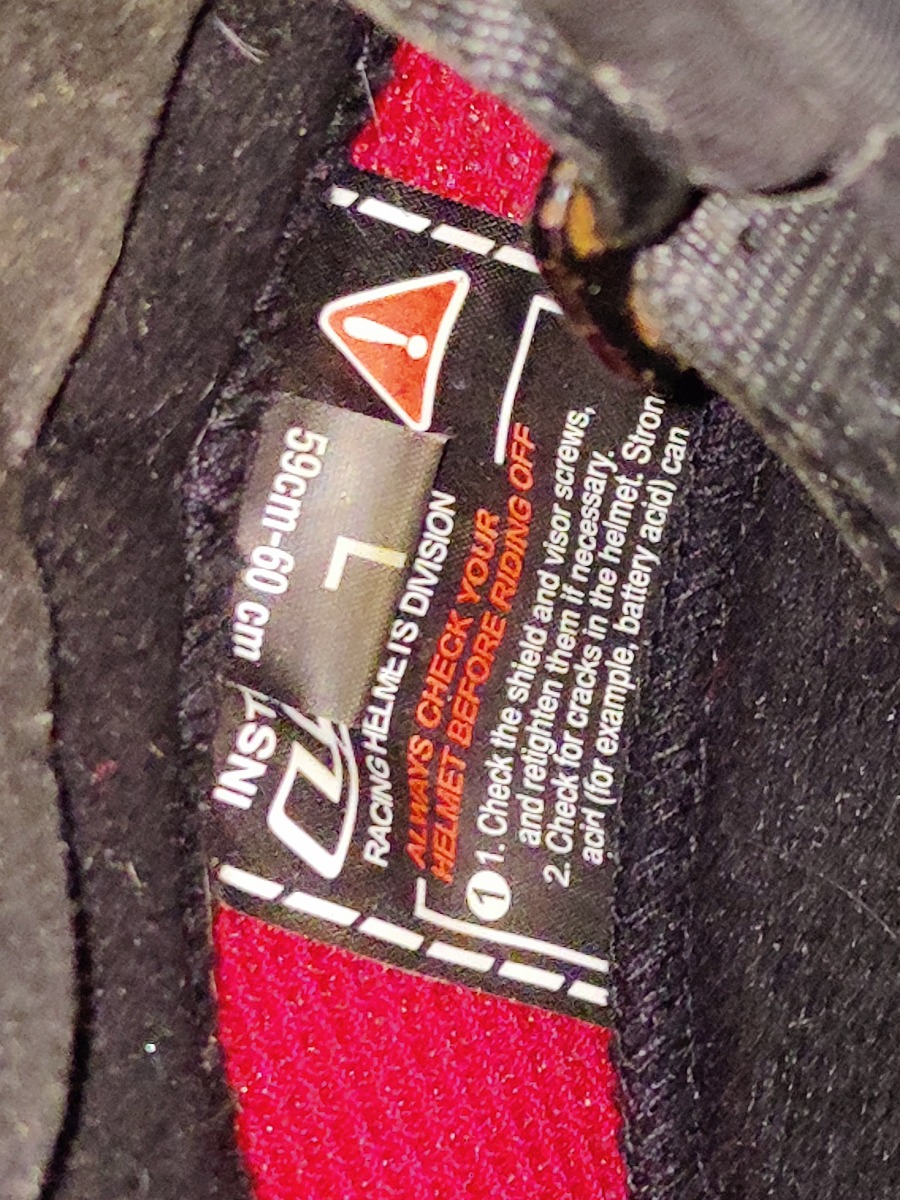 59cm-60 cm
L
INST
RACING HELMETS DIVISION
ALWAYS CHECK YOUR
HELMET BEFORE RIDING OFF
1 1. Check the shield and visor screws,
and retighten them if necessary.
2. Check for cracks in the helmet. Stron
acid (for example, battery acid) can